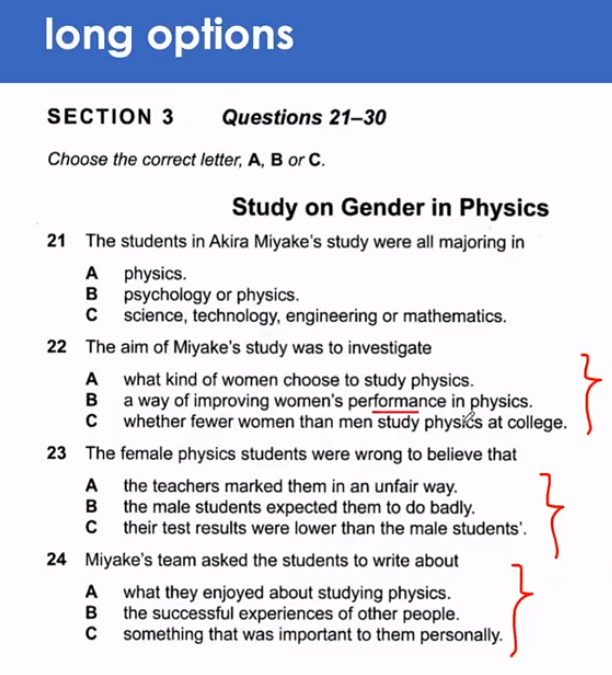 long options
SECTION 3 Questions 21–30
Choose the correct letter, A, B or C.
Study on Gender in Physics
21 The students in Akira Miyake's study were all majoring in
A physics.
B psychology or physics.
C science, technology, engineering or mathematics.
22 The aim of Miyake's study was to investigate
A what kind of women choose to study physics.
B a way of improving women's performance in physics.
C whether fewer women than men study physics at college.
23 The female physics students were wrong to believe that
A the teachers marked them in an unfair way.
B the male students expected them to do badly.
C their test results were lower than the male students'.
24 Miyake's team asked the students to write about
A what they enjoyed about studying physics.
B the successful experiences of other people.
C something that was important to them personally.